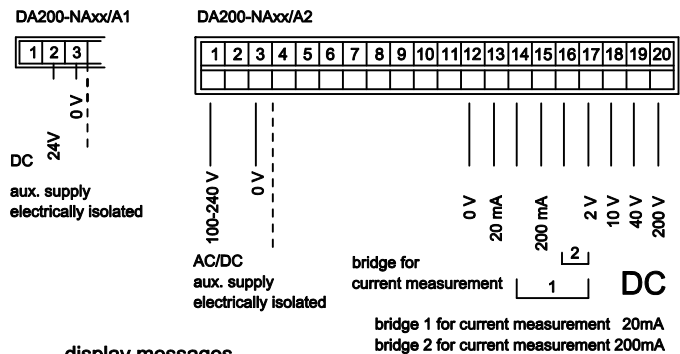 DA200-NAxx/A1
DA200-NAxx/A2
1 2 3
1 2 3 4 5 6 7 8 9 10 11 12 13 14 15 16 17 18 19 20
24V
0 V
DC
aux. supply
electrically isolated
100-240 V
0 V
AC/DC
aux. supply
electrically isolated
0 V
20 mA
200 mA
2 V
10 V
40 V
200 V
bridge for
current measurement
2
1
DC
bridge 1 for current measurement 20mA
bridge 2 for current measurement 200mA
display messages